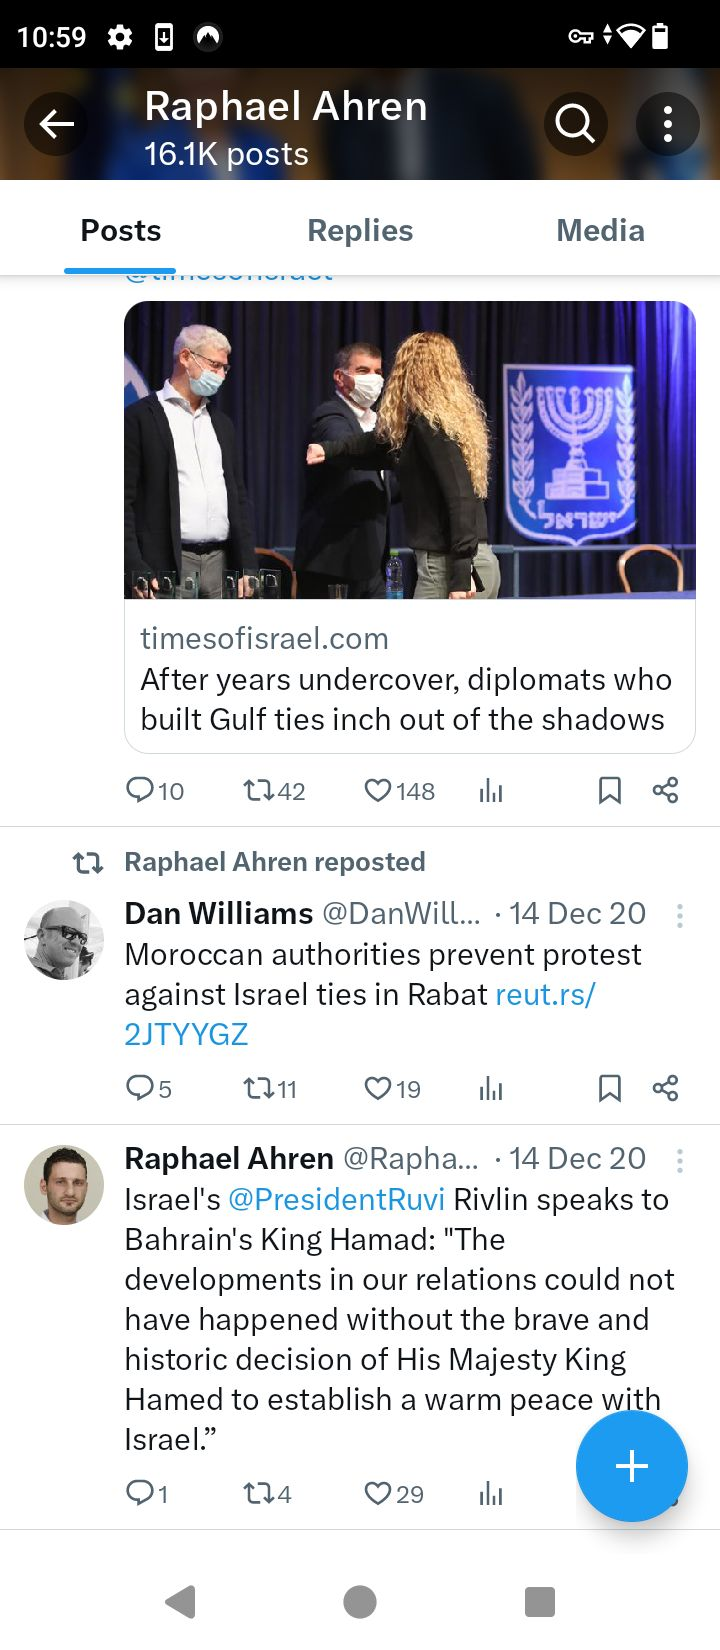 10:59
Raphael Ahren
16.1K posts
Posts
Replies
Media
@timesofisrael
ישראל
timesofisrael.com
After years undercover, diplomats who
built Gulf ties inch out of the shadows
10
42
148
Raphael Ahren reposted
Dan Williams @DanWill... · 14 Dec 20
Moroccan authorities prevent protest
against Israel ties in Rabat reut.rs/
2JTYYGZ
5
11
19
Raphael Ahren @Rapha... · 14 Dec 20
Israel's @PresidentRuvi Rivlin speaks to
Bahrain's King Hamad: "The
developments in our relations could not
have happened without the brave and
historic decision of His Majesty King
Hamed to establish a warm peace with
Israel.”
1
4
29